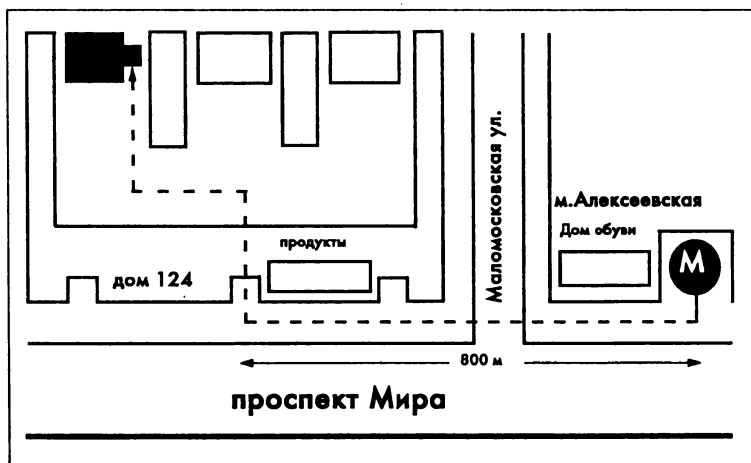 Маломосковская ул.
м.Алексеевская
Дом обуви
М
продукты
дом 124
800 м
проспект Мира